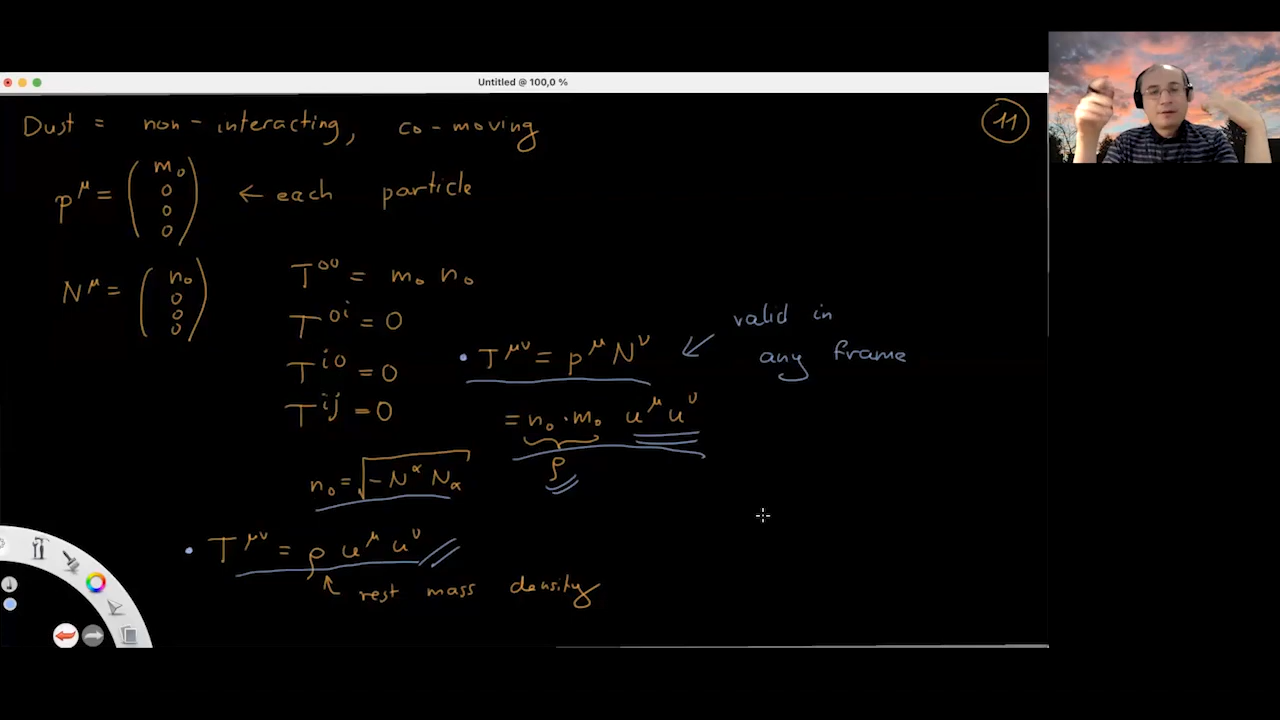 Untitled @ 100,0 %
Dust = non-interacting, co-moving
11
p^μ = (m₀ 0 0 0) ← each particle
N^μ = (n₀ 0 0 0)
T^{00} = m₀ n₀
T^{0i} = 0
T^{i0} = 0
T^{ij} = 0
• T^{μν} = p^μ N^ν
valid in
any frame
= n₀·m₀ u^μ u^ν
ρ
n₀ = √(-N^α N_α)
• T^{μν} = ρ u^μ u^ν
↑ rest mass density